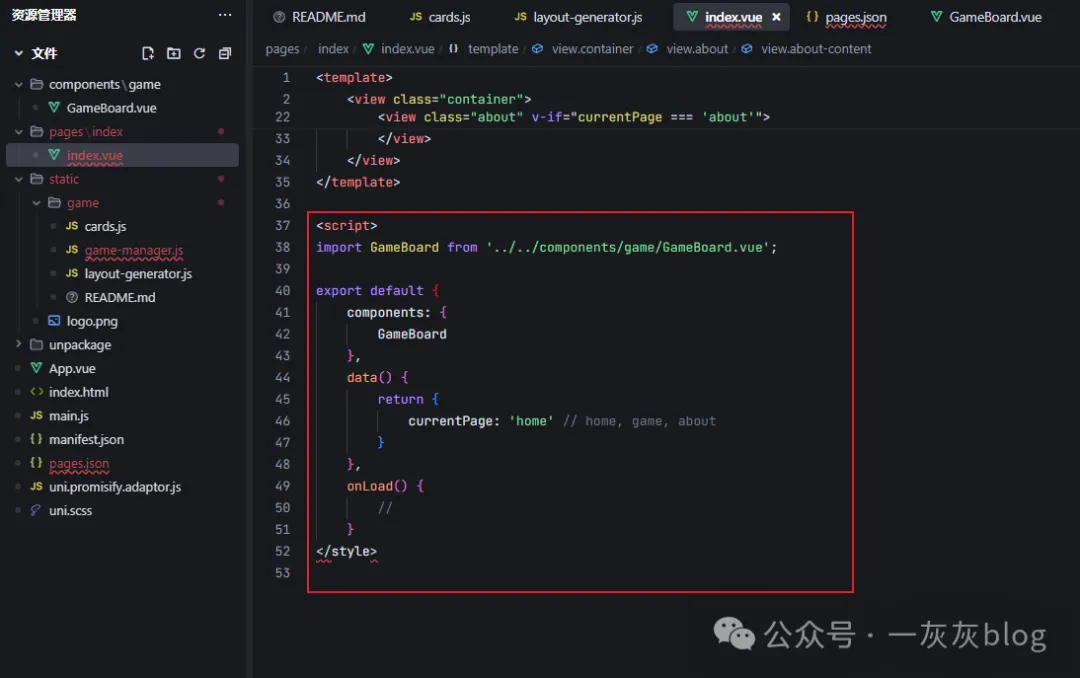 资源管理器 ···
文件
components\game
GameBoard.vue
pages\index
index.vue
static
game
JS cards.js
JS game-manager.js
JS layout-generator.js
README.md
logo.png
unpackage
App.vue
<> index.html
JS main.js
{} manifest.json
{} pages.json
JS uni.promisify.adaptor.js
uni.scss
README.md JS cards.js JS layout-generator.js index.vue × {} pages.json GameBoard.vue
pages / index / index.vue / {} template / view.container / view.about / view.about-content
1 <template>
2 <view class="container">
22 <view class="about" v-if="currentPage === 'about'">
33 </view>
34 </view>
35 </template>
36
37 <script>
38 import GameBoard from '../../components/game/GameBoard.vue';
39
40 export default {
41 components: {
42 GameBoard
43 },
44 data() {
45 return {
46 currentPage: 'home' // home, game, about
47 }
48 },
49 onLoad() {
50 //
51 }
52 </style>
53
公众号 · 一灰灰blog